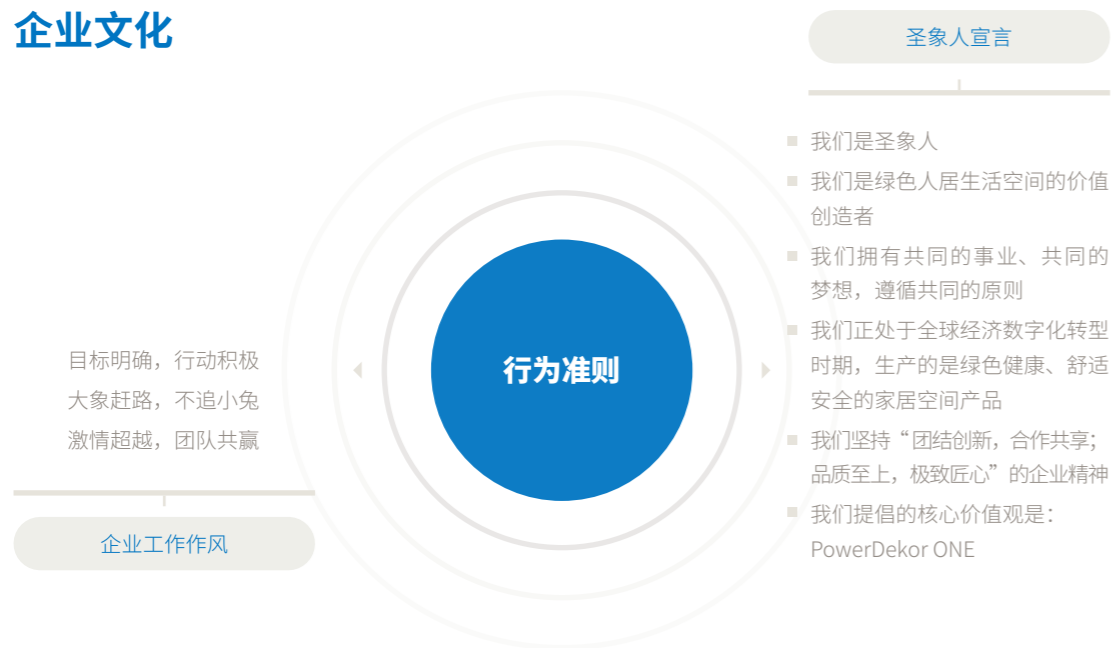 企业文化
圣象人宣言
我们是圣象人
我们是绿色人居生活空间的价值
创造者
我们拥有共同的事业、共同的
梦想，遵循共同的原则
我们正处于全球经济数字化转型
时期，生产的是绿色健康、舒适
安全的家居空间产品
我们坚持“团结创新，合作共享；
品质至上，极致匠心”的企业精神
我们提倡的核心价值观是：
PowerDekor ONE
行为准则
目标明确，行动积极
大象赶路，不追小兔
激情超越，团队共赢
企业工作作风